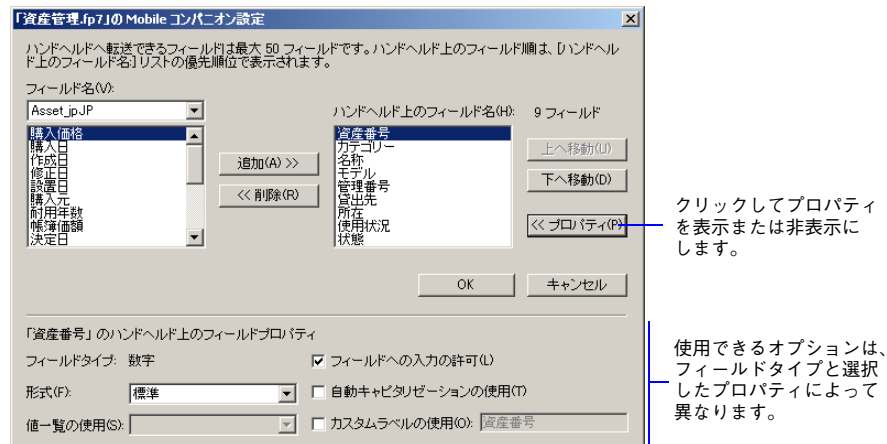 「資産管理.fp7」の Mobile コンパニオン設定
ハンドヘルドへ転送できるフィールドは最大 50 フィールドです。ハンドヘルド上のフィールド順は、[ハンドヘル
ド上のフィールド名] リストの優先順位で表示されます。
フィールド名(V):
Asset_jpJP
購入価格
購入日
作成日
修正日
設置日
購入元
耐用年数
帳簿価額
決定日
追加(A) >>
<< 削除(R)
ハンドヘルド上のフィールド名(H):
9 フィールド
資産番号
カテゴリー
名称
モデル
管理番号
貸出先
所在
使用状況
状態
上へ移動(U)
下へ移動(D)
<< プロパティ(P)
OK
キャンセル
クリックしてプロパティ
を表示または非表示に
します。
「資産番号」のハンドヘルド上のフィールドプロパティ
フィールドタイプ: 数字
フィールドへの入力の許可(L)
形式(F):
標準
自動キャピタリゼーションの使用(T)
値一覧の使用(S):
カスタムラベルの使用(O):
資産番号
使用できるオプションは、
フィールドタイプと選択
したプロパティによって
異なります。